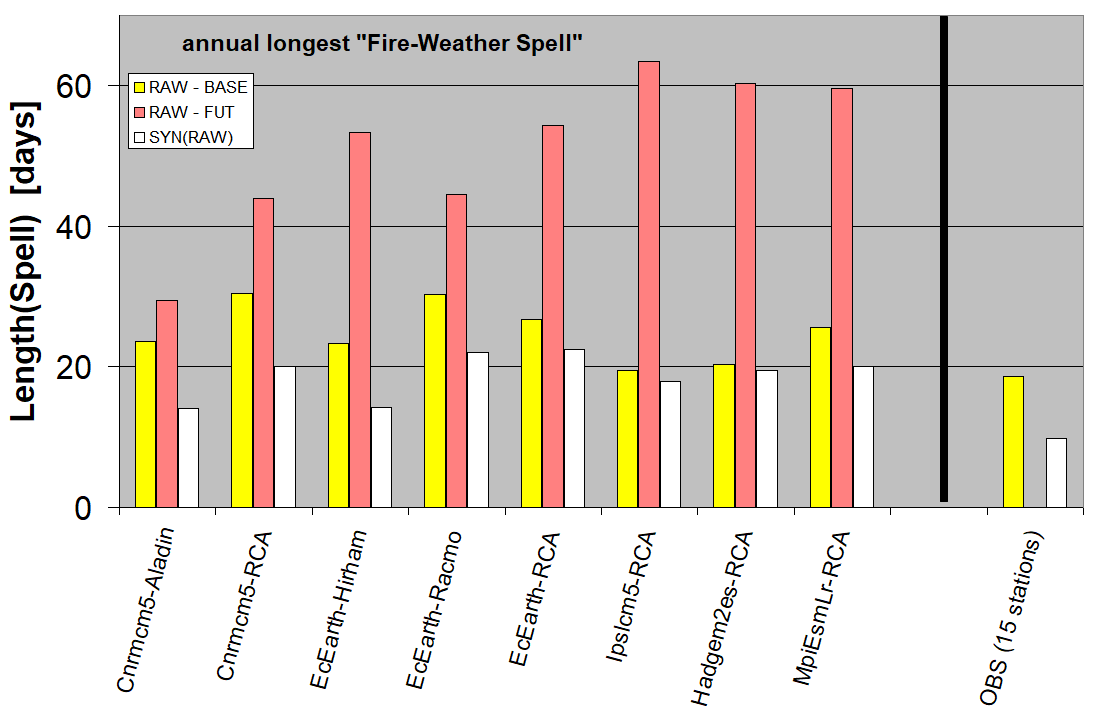 annual longest "Fire-Weather Spell"
RAW - BASE
RAW - FUT
SYN(RAW)
Length(Spell) [days]
60
40
20
0
Cnrmcm5-Aladin
Cnrmcm5-RCA
EcEarth-Hirham
EcEarth-Racmo
EcEarth-RCA
Ipslcm5-RCA
Hadgem2es-RCA
MpiEsmLr-RCA
OBS (15 stations)